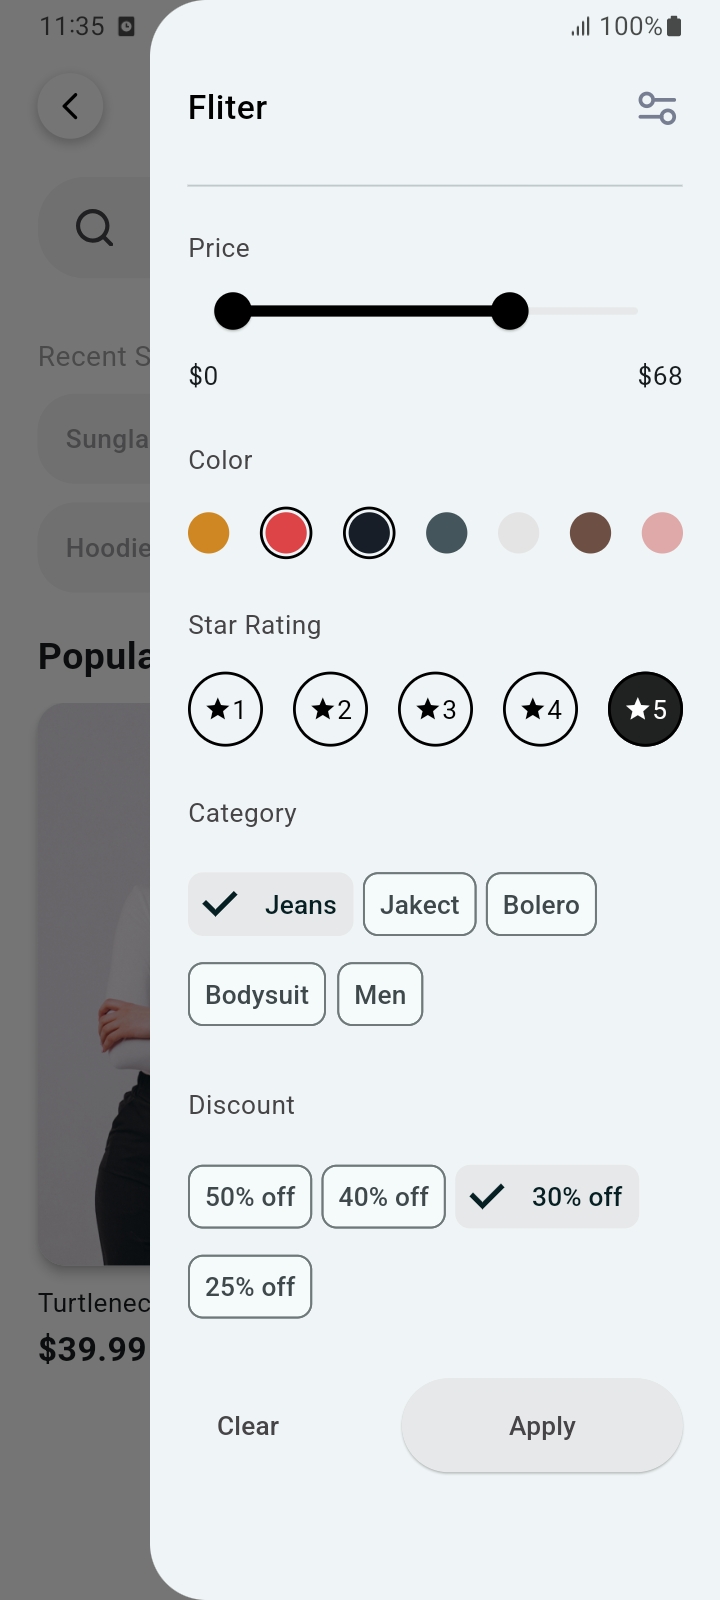 11:35
100%
Fliter
Price
$0 $68
Recent S
Sungla
Hoodie
Color
Star Rating
Popula
1 2 3 4 5
Category
Jeans Jakect Bolero
Bodysuit Men
Discount
50% off 40% off 30% off
25% off
Turtlenec
$39.99
Clear Apply